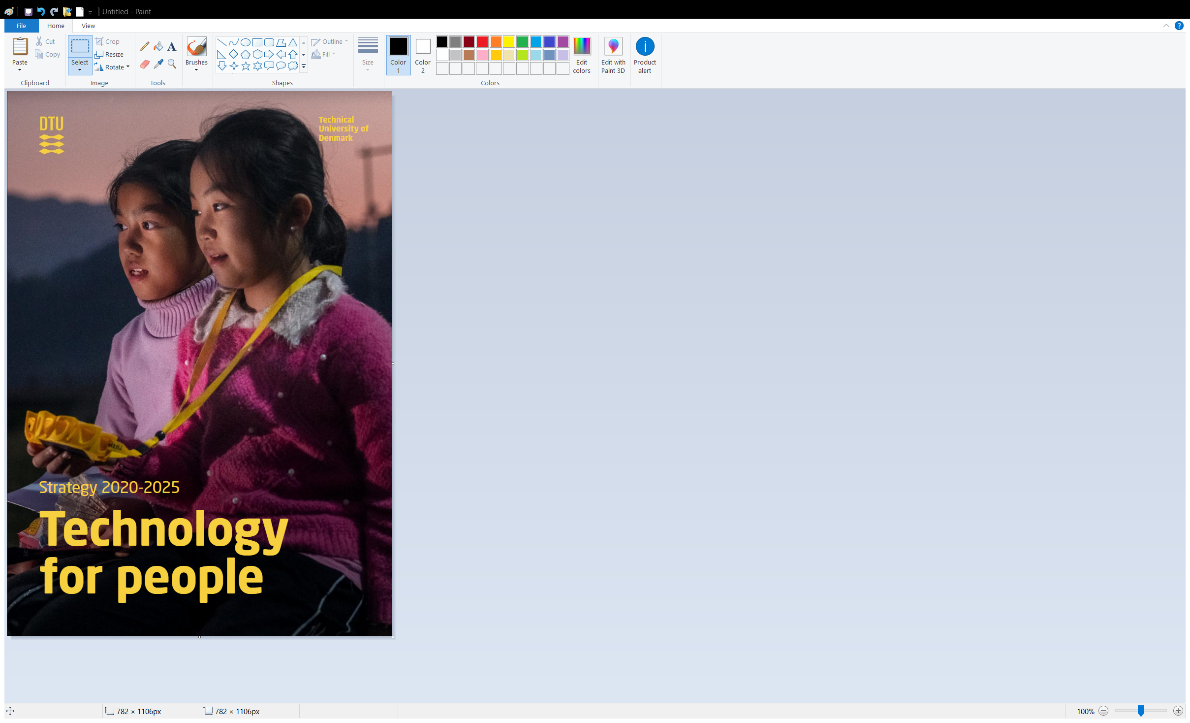 Untitled - Paint
File Home View
Paste
Cut
Copy
Clipboard
Select
Crop
Resize
Rotate
Image
A
Tools
Brushes
Outline
Fill
Shapes
Size
Color
1
Color
2
Edit
colors
Colors
Edit with
Paint 3D
Product
alert
DTU
Technical
University of
Denmark
Strategy 2020-2025
Technology
for people
782 × 1106px
782 × 1106px
100%